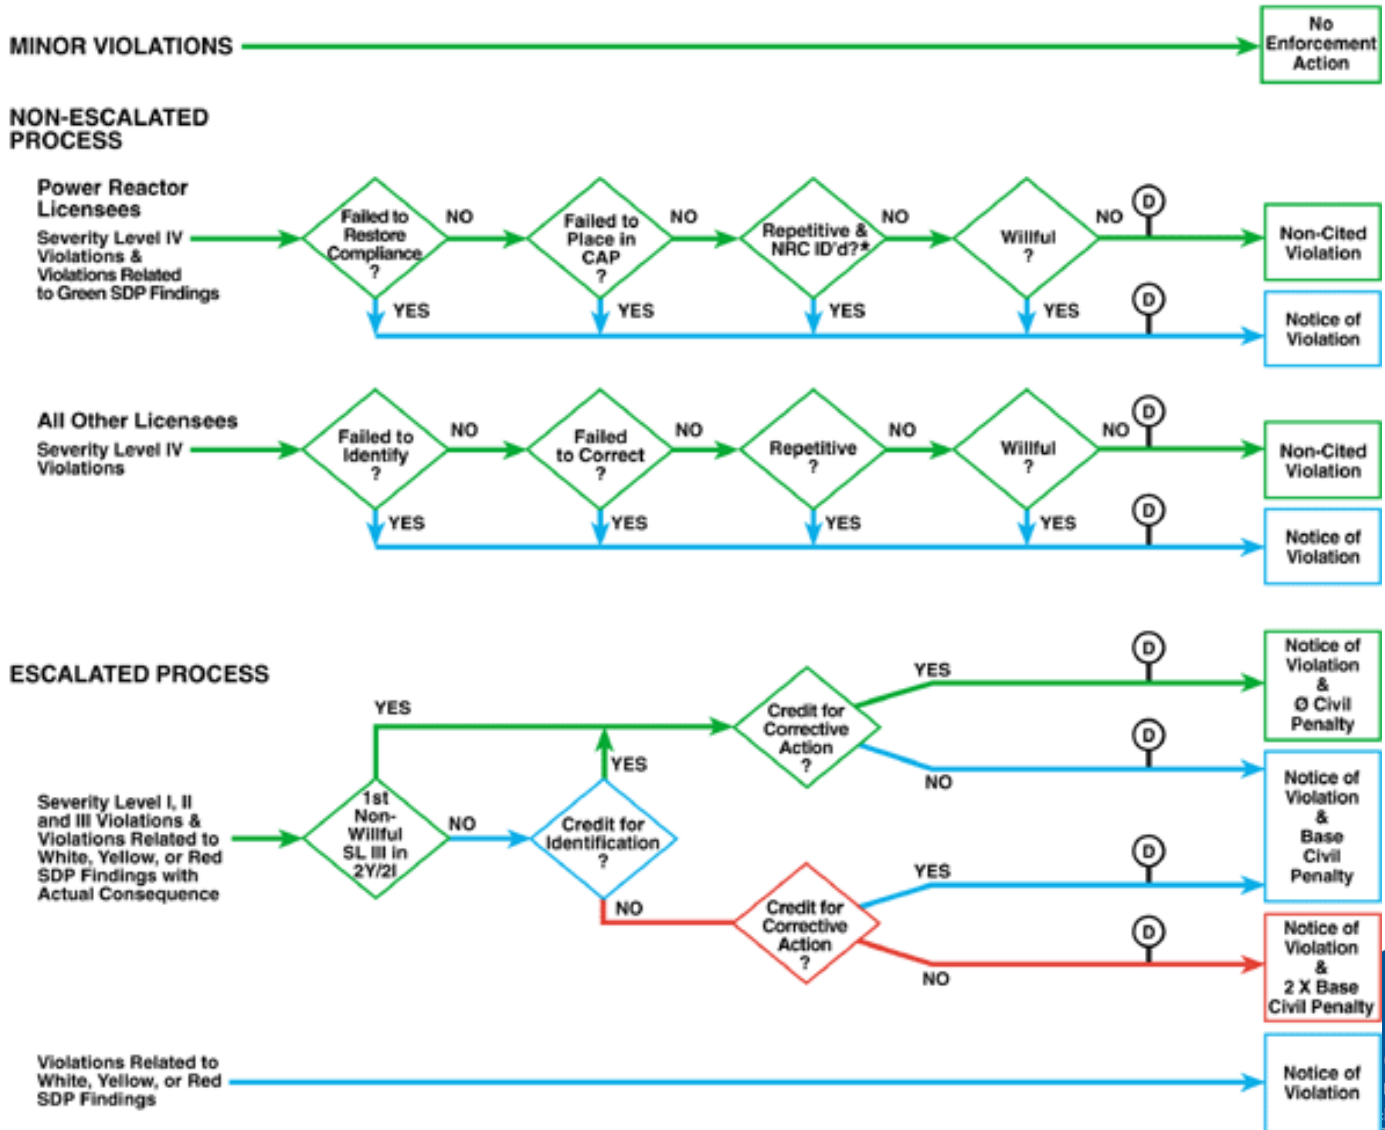 MINOR VIOLATIONS
No
Enforcement
Action
NON-ESCALATED
PROCESS
Power Reactor
Licensees
Severity Level IV
Violations &
Violations Related
to Green SDP Findings
Failed to
Restore
Compliance
?
NO
YES
Failed to
Place in
CAP
?
NO
YES
Repetitive &
NRC ID'd?*
NO
YES
Willful
?
NO
YES
D
D
Non-Cited
Violation
Notice of
Violation
All Other Licensees
Severity Level IV
Violations
Failed to
Identify
?
NO
YES
Failed
to Correct
?
NO
YES
Repetitive
?
NO
YES
Willful
?
NO
YES
D
D
Non-Cited
Violation
Notice of
Violation
ESCALATED PROCESS
Severity Level I, II
and III Violations &
Violations Related to
White, Yellow, or Red
SDP Findings with
Actual Consequence
1st
Non-
Willful
SL III in
2Y/2I
YES
NO
Credit for
Identification
?
YES
NO
Credit for
Corrective
Action
?
YES
NO
D
D
Notice of
Violation
&
Ø Civil
Penalty
Notice of
Violation
&
Base
Civil
Penalty
Credit for
Corrective
Action
?
YES
NO
D
D
Notice of
Violation
&
2 X Base
Civil Penalty
Violations Related to
White, Yellow, or Red
SDP Findings
Notice of
Violation